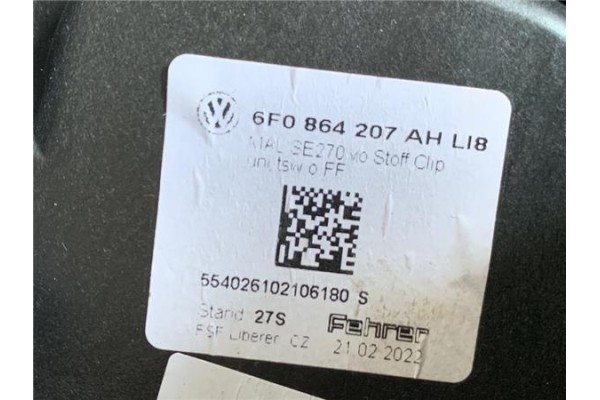 6F0 864 207 AH LI8
MAL SE270 vo Stoff Clip
uni tsw o FF
554026102106180 S
Stand: 27S Fehrer
FSF Liberec, CZ 21.02.2022